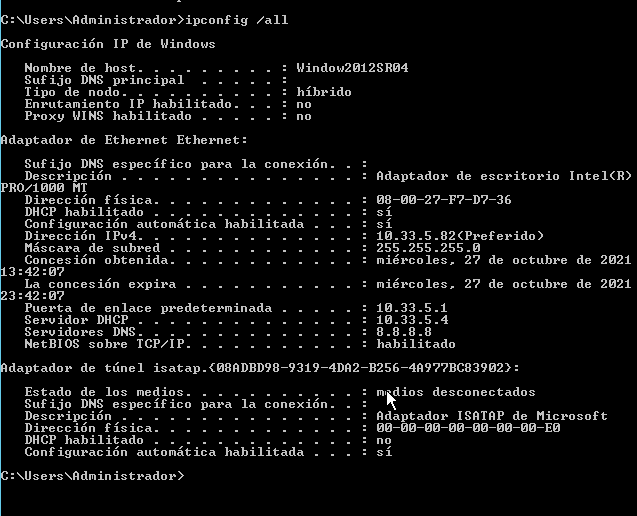 C:\Users\Administrador>ipconfig /all
Configuración IP de Windows
Nombre de host. . . . . . . . . : Window2012SR04
Sufijo DNS principal . . . . . :
Tipo de nodo. . . . . . . . . . : híbrido
Enrutamiento IP habilitado. . . : no
Proxy WINS habilitado . . . . . : no
Adaptador de Ethernet Ethernet:
Sufijo DNS específico para la conexión. . :
Descripción . . . . . . . . . . . . . . . : Adaptador de escritorio Intel(R)
PRO/1000 MT
Dirección física. . . . . . . . . . . . . : 08-00-27-F7-D7-36
DHCP habilitado . . . . . . . . . . . . . : sí
Configuración automática habilitada . . . : sí
Dirección IPv4. . . . . . . . . . . . . . : 10.33.5.82(Preferido)
Máscara de subred . . . . . . . . . . . . : 255.255.255.0
Concesión obtenida. . . . . . . . . . . . : miércoles, 27 de octubre de 2021
13:42:07
La concesión expira . . . . . . . . . . . : miércoles, 27 de octubre de 2021
23:42:07
Puerta de enlace predeterminada . . . . . : 10.33.5.1
Servidor DHCP . . . . . . . . . . . . . . : 10.33.5.4
Servidores DNS. . . . . . . . . . . . . . : 8.8.8.8
NetBIOS sobre TCP/IP. . . . . . . . . . . : habilitado
Adaptador de túnel isatap.{08ADBD98-9319-4DA2-B256-4A977BC83902}:
Estado de los medios. . . . . . . . . . . : medios desconectados
Sufijo DNS específico para la conexión. . :
Descripción . . . . . . . . . . . . . . . : Adaptador ISATAP de Microsoft
Dirección física. . . . . . . . . . . . . : 00-00-00-00-00-00-00-E0
DHCP habilitado . . . . . . . . . . . . . : no
Configuración automática habilitada . . . : sí
C:\Users\Administrador>